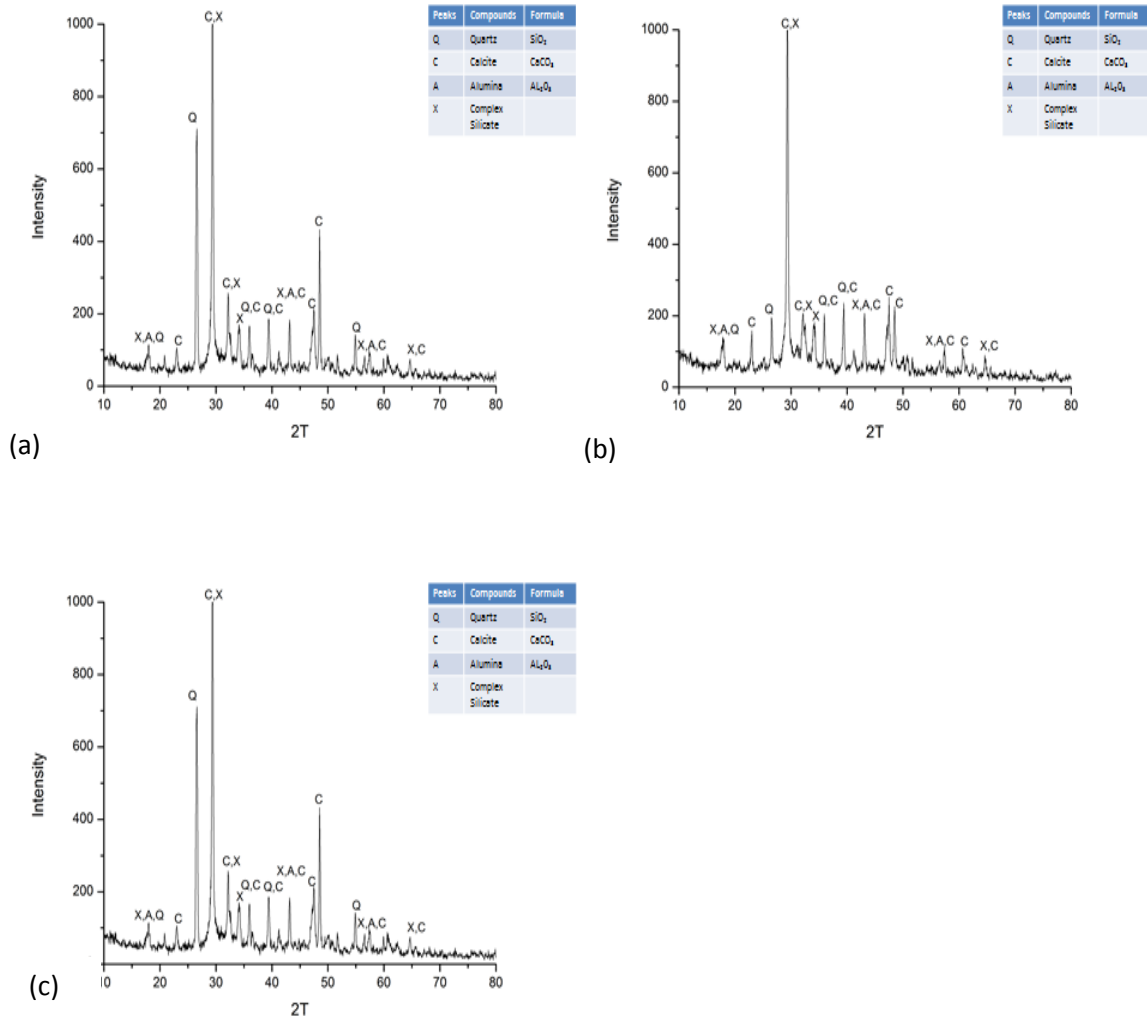 1000
800
600
400
200
0
10 20 30 40 50 60 70 80
Intensity
2T
C,X
Q
X,A,Q
C
C,X
X
Q,C
Q,C
X,A,C
C
C
Q
X,A,C
X,C
Peaks Compounds Formula
Q Quartz SiO₂
C Calcite CaCO₃
A Alumina AL₂O₃
X Complex
Silicate
(a)
1000
800
600
400
200
0
10 20 30 40 50 60 70 80
Intensity
2T
C,X
X,A,Q
C
Q
C,X
X
Q,C
Q,C
X,A,C
C
C
X,A,C
C
X,C
Peaks Compounds Formula
Q Quartz SiO₂
C Calcite CaCO₃
A Alumina AL₂O₃
X Complex
Silicate
(b)
1000
800
600
400
200
10 20 30 40 50 60 70 80
Intensity
2T
C,X
Q
X,A,Q
C
C,X
X
Q,C
Q,C
X,A,C
C
C
Q
X,A,C
X,C
Peaks Compounds Formula
Q Quartz SiO₂
C Calcite CaCO₃
A Alumina AL₂O₃
X Complex
Silicate
(c)